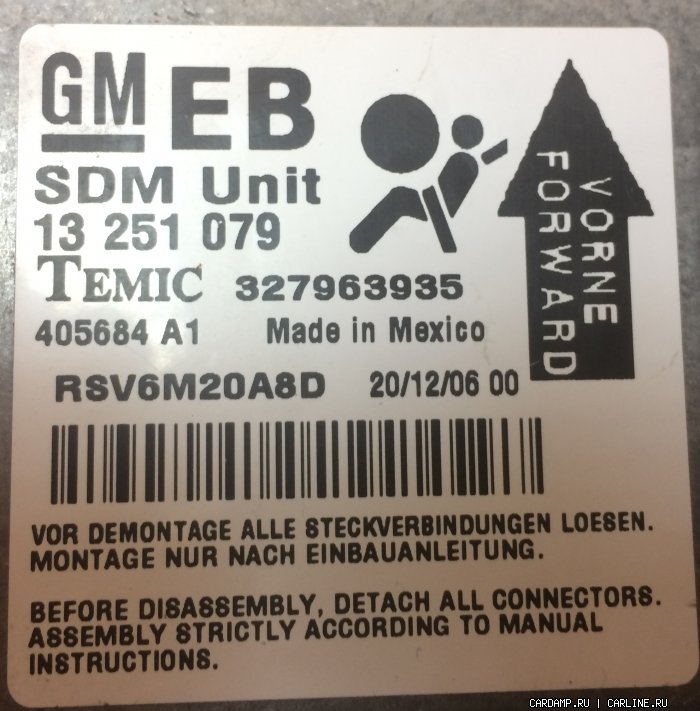 GM EB
SDM Unit
13 251 079
TEMIC 327963935
405684 A1 Made in Mexico
RSV6M20A8D 20/12/06 00
VORNE
FORWARD
VOR DEMONTAGE ALLE STECKVERBINDUNGEN LOESEN.
MONTAGE NUR NACH EINBAUANLEITUNG.
BEFORE DISASSEMBLY, DETACH ALL CONNECTORS.
ASSEMBLY STRICTLY ACCORDING TO MANUAL
INSTRUCTIONS.
CARDAMP.RU | CARLINE.RU